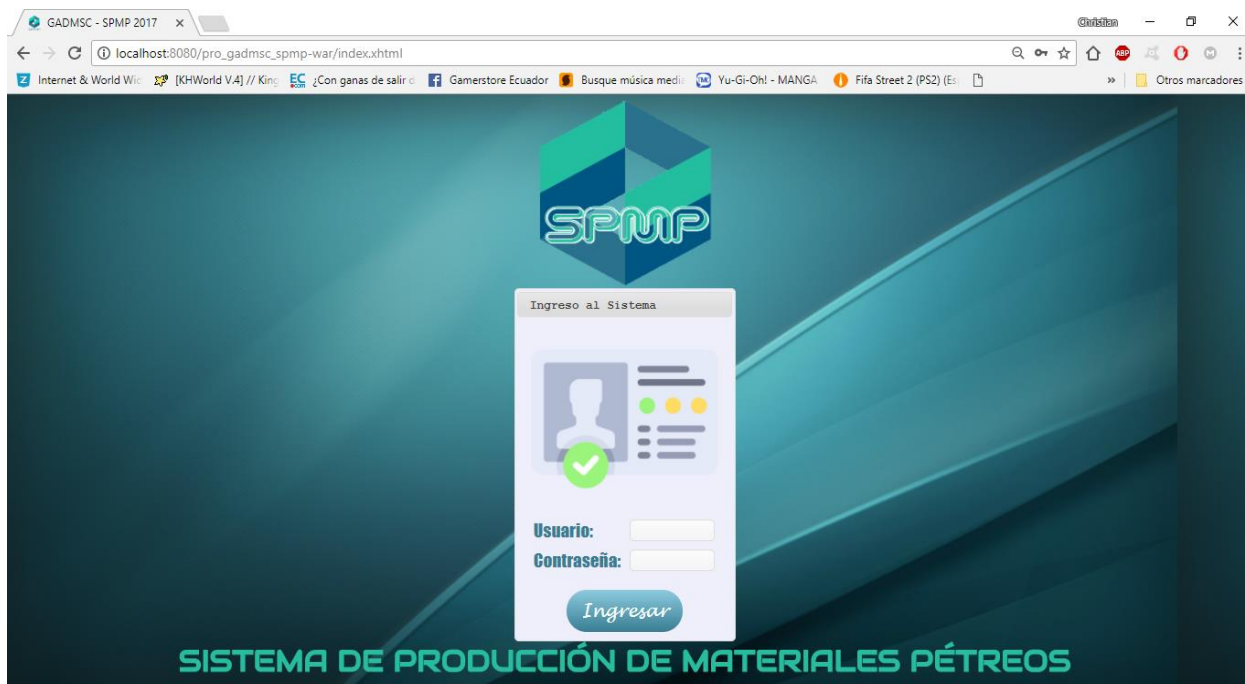 GADMSC - SPMP 2017
Christian
localhost:8080/pro_gadmsc_spmp-war/index.xhtml
Internet & World Wic [KHWorld V.4] // King EC ¿Con ganas de salir d Gamerstore Ecuador Busque música media Yu-Gi-Oh! - MANGA Fifa Street 2 (PS2) (Es » Otros marcadores
SPMP
Ingreso al Sistema
Usuario:
Contraseña:
Ingresar
SISTEMA DE PRODUCCIÓN DE MATERIALES PÉTREOS